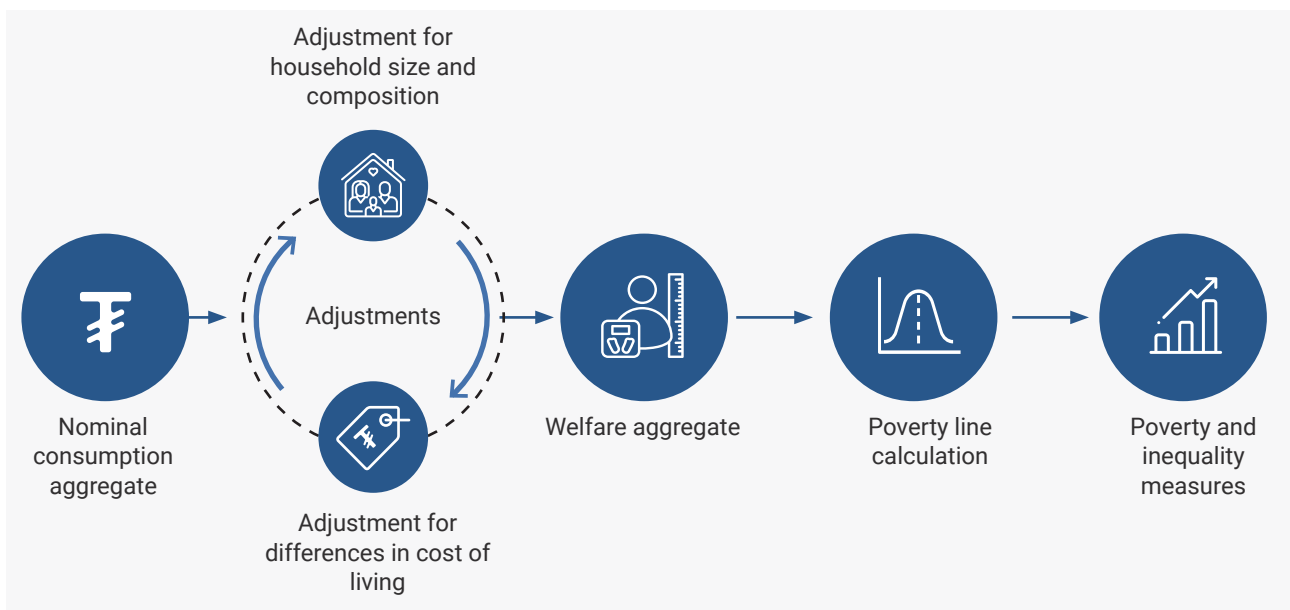 Adjustment for
household size and
composition
Adjustments
₮
Nominal
consumption
aggregate
₮
Adjustment for
differences in cost of
living
Welfare aggregate
Poverty line
calculation
Poverty and
inequality
measures